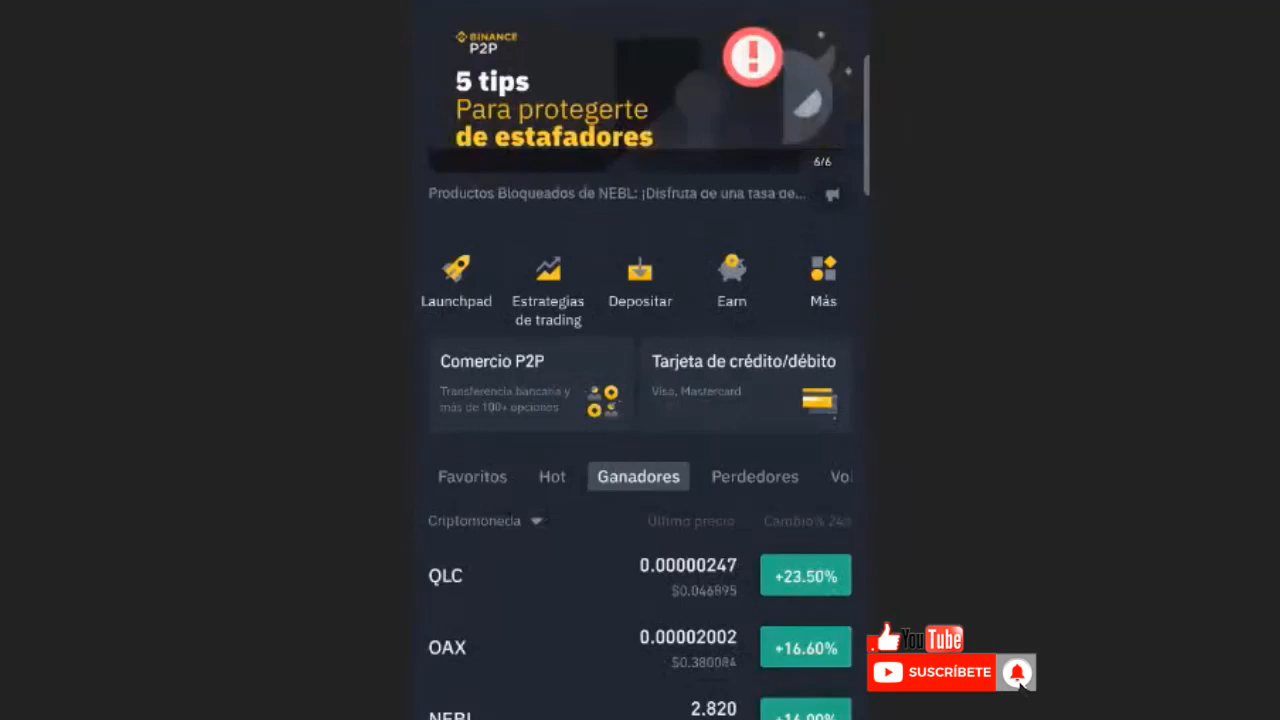 BINANCE
P2P
5 tips
Para protegerte
de estafadores
6/6
Productos Bloqueados de NEBL: ¡Disfruta de una tasa de...
Launchpad
Estrategias
de trading
Depositar
Earn
Más
Comercio P2P
Transferencia bancaria y
más de 100+ opciones
Tarjeta de crédito/débito
Visa, Mastercard
Favoritos Hot Ganadores Perdedores Vol
Criptomoneda Último precio Cambio% 24h
QLC 0.00000247 +23.50%
$0.046895
OAX 0.00002002 +16.60%
$0.380084
NEBL 2.820
YouTube
SUSCRÍBETE